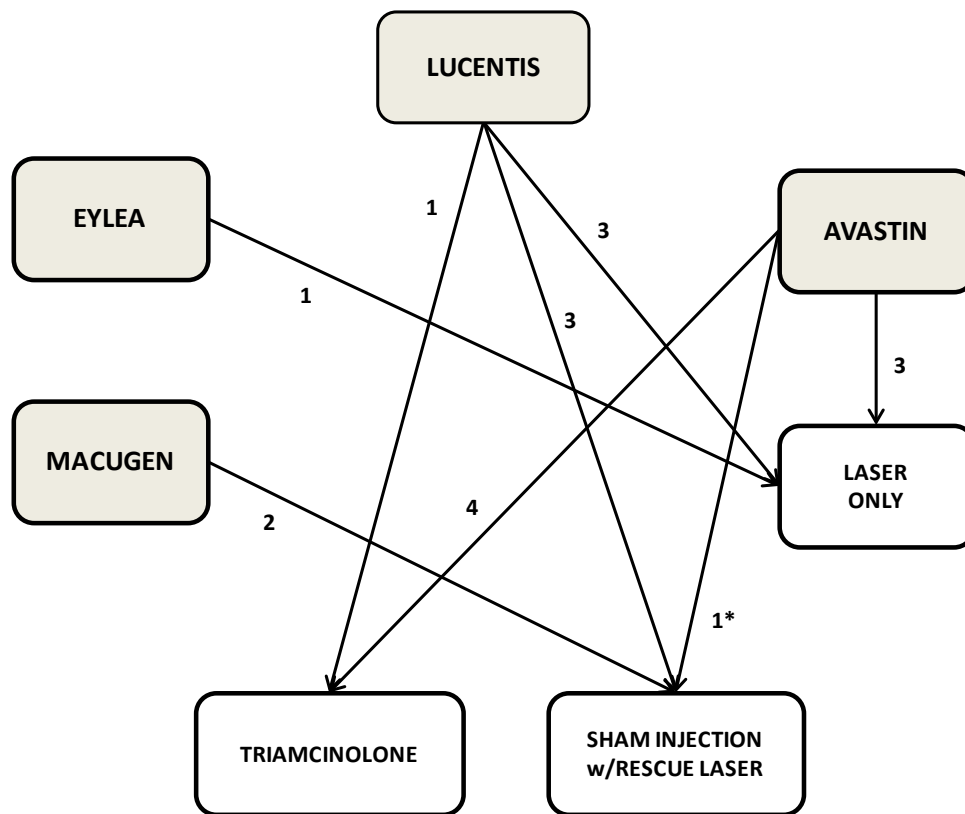 LUCENTIS
EYLEA
AVASTIN
1
3
1
3
3
MACUGEN
LASER
ONLY
2
4
1*
TRIAMCINOLONE
SHAM INJECTION
w/RESCUE LASER